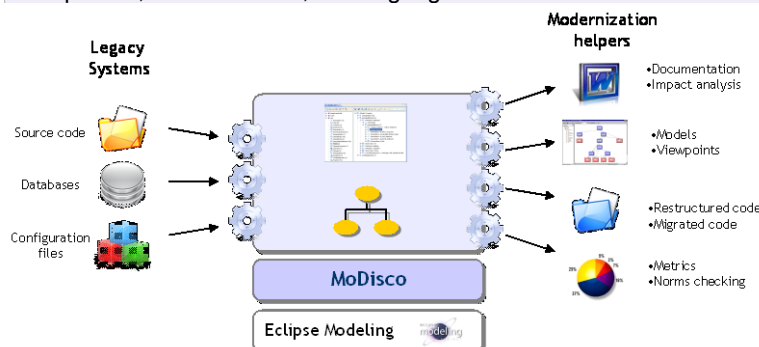 Modernization
helpers
Legacy
Systems
Source code
Databases
Configuration
files
•Documentation
•Impact analysis
•Models
•Viewpoints
•Restructured code
•Migrated code
•Metrics
•Norms checking
MoDisco
Eclipse Modeling
modeling